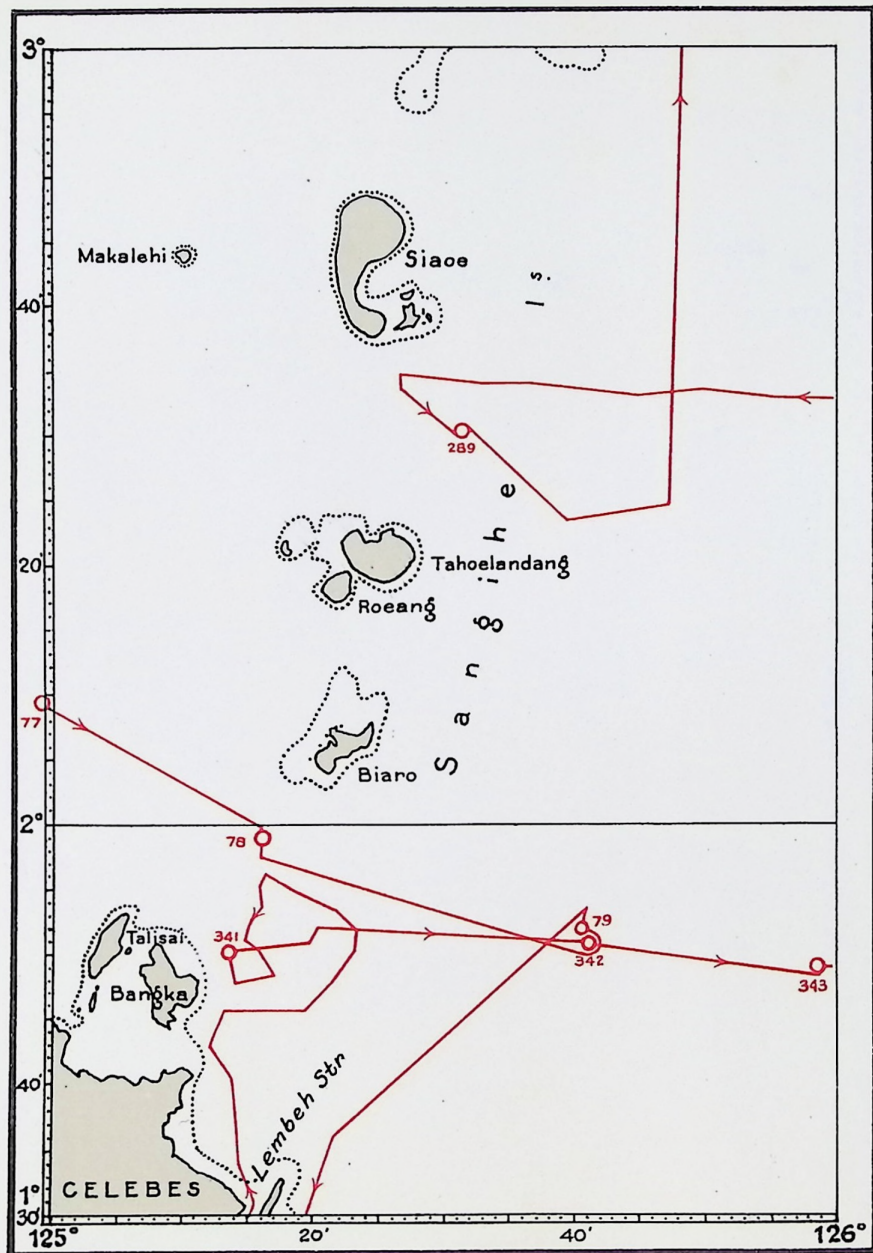 3°
Makalehi
Siaoe
Is.
40'
289
Sangihe
20'
Tahoelandang
Roeang
77
Biaro
2°
78
79
Talisai
341
342
343
Bangka
40'
Lembeh Str
CELEBES
1°
30'
125°
20'
40'
126°